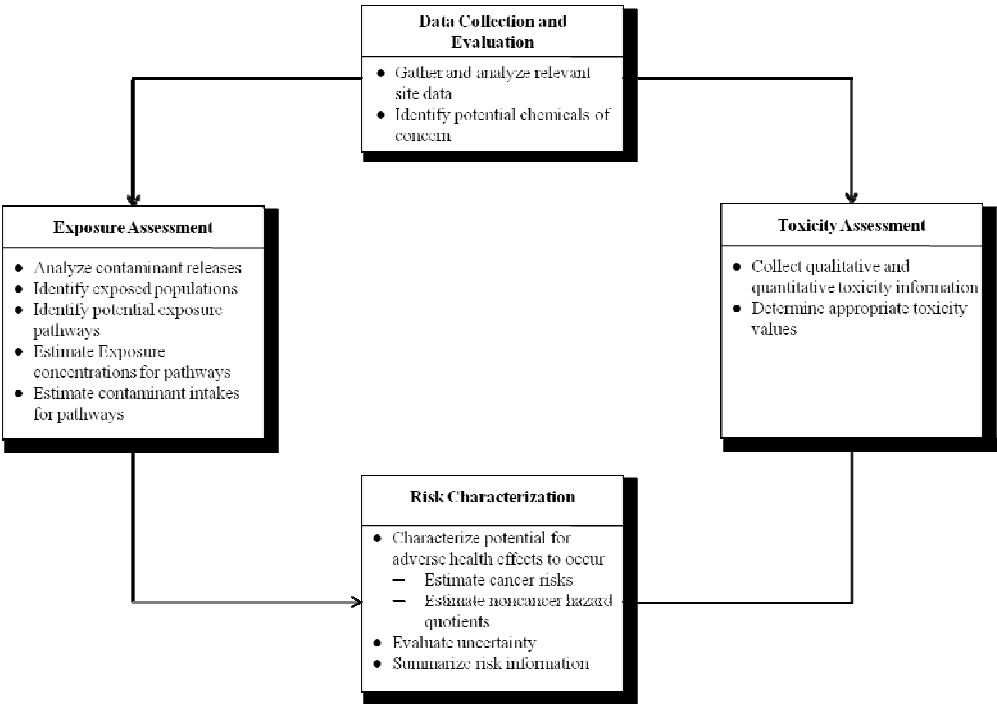 Data Collection and
Evaluation
● Gather and analyze relevant
site data
● Identify potential chemicals of
concern
Exposure Assessment
● Analyze contaminant releases
● Identify exposed populations
● Identify potential exposure
pathways
● Estimate Exposure
concentrations for pathways
● Estimate contaminant intakes
for pathways
Toxicity Assessment
● Collect qualitative and
quantitative toxicity information
● Determine appropriate toxicity
values
Risk Characterization
● Characterize potential for
adverse health effects to occur
— Estimate cancer risks
— Estimate noncancer hazard
quotients
● Evaluate uncertainty
● Summarize risk information